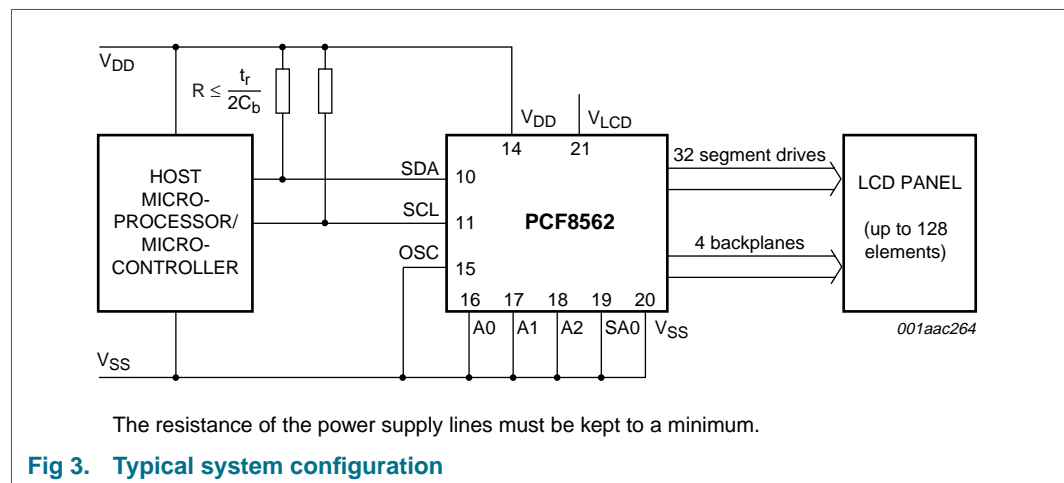 VDD
R ≤ tr
2Cb
VDD
VLCD
14
21
HOST
MICRO-
PROCESSOR/
MICRO-
CONTROLLER
SDA
10
SCL
11
OSC
15
PCF8562
16
17
18
19
20
A0
A1
A2
SA0
VSS
32 segment drives
4 backplanes
LCD PANEL
(up to 128
elements)
001aac264
VSS
The resistance of the power supply lines must be kept to a minimum.
Fig 3. Typical system configuration